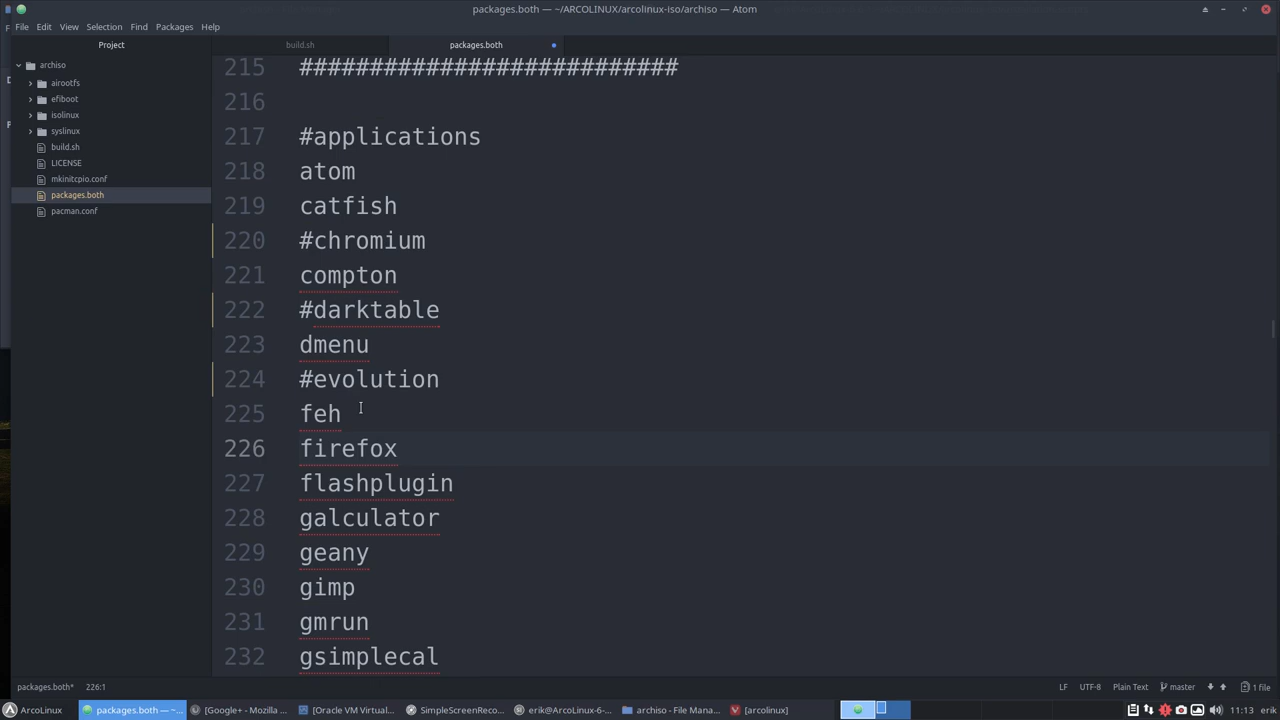 packages.both — ~/ARCOLINUX/arcolinux-iso/archiso — Atom
File Edit View Selection Find Packages Help
Project
build.sh
packages.both
archiso
airootfs
efiboot
isolinux
syslinux
build.sh
LICENSE
mkinitcpio.conf
packages.both
pacman.conf
215 ###########################
216
217 #applications
218 atom
219 catfish
220 #chromium
221 compton
222 #darktable
223 dmenu
224 #evolution
225 feh
226 firefox
227 flashplugin
228 galculator
229 geany
230 gimp
231 gmrun
232 gsimplecal
packages.both* 226:1 LF UTF-8 Plain Text master 1 file
ArcoLinux packages.both — ~... [Google+ - Mozilla ... [Oracle VM Virtual... SimpleScreenReco... erik@ArcoLinux-6-... archiso - File Mana... [arcolinux] 11:13 erik